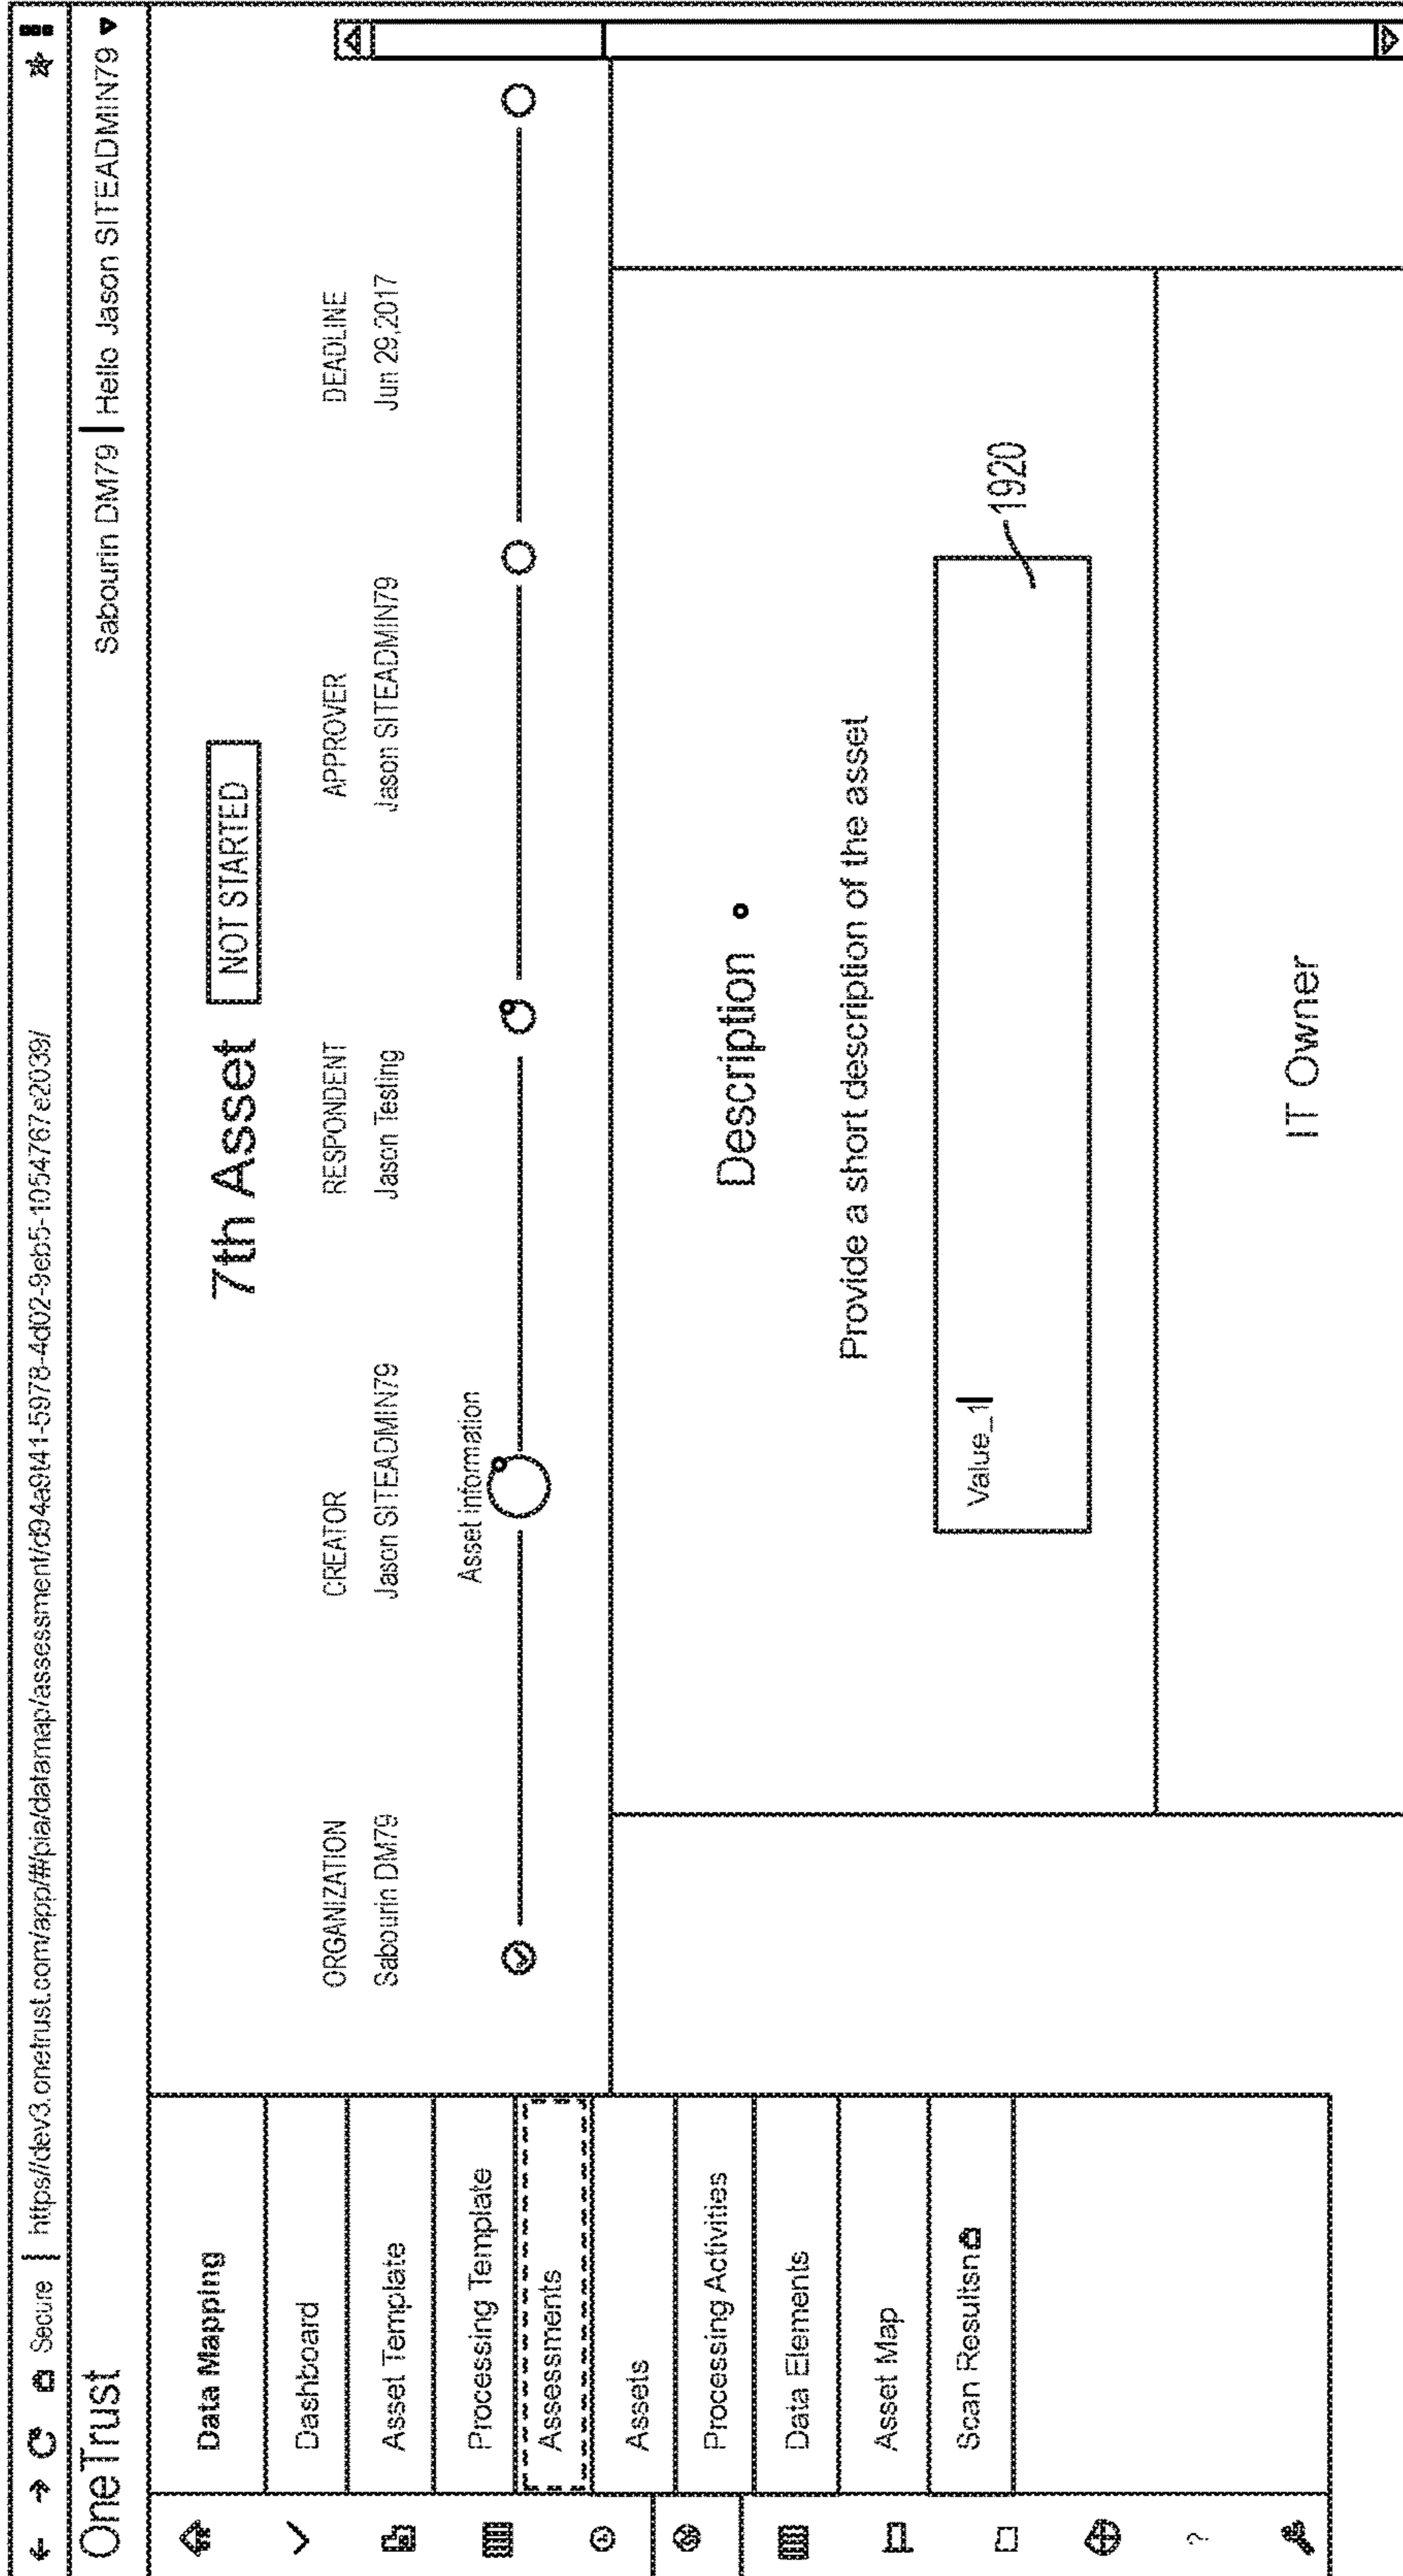 Secure | https//dev3.onetrust.com/app/#/pia/datamap/assessment/d94a9f41-5978-4d02-9eb5-1054767e2039/
OneTrust
Sabourin DM79 | Hello Jason SITEADMIN79
Data Mapping
Dashboard
Asset Template
Processing Template
Assessments
Assets
Processing Activities
Data Elements
Asset Map
Scan Resultsn
?
7th Asset NOT STARTED
ORGANIZATION CREATOR RESPONDENT APPROVER DEADLINE
Sabourin DM79 Jason SITEADMIN79 Jason Testing Jason SITEADMIN79 Jun 29,2017
Asset information
Description
Provide a short description of the asset
Value_1
1920
IT Owner